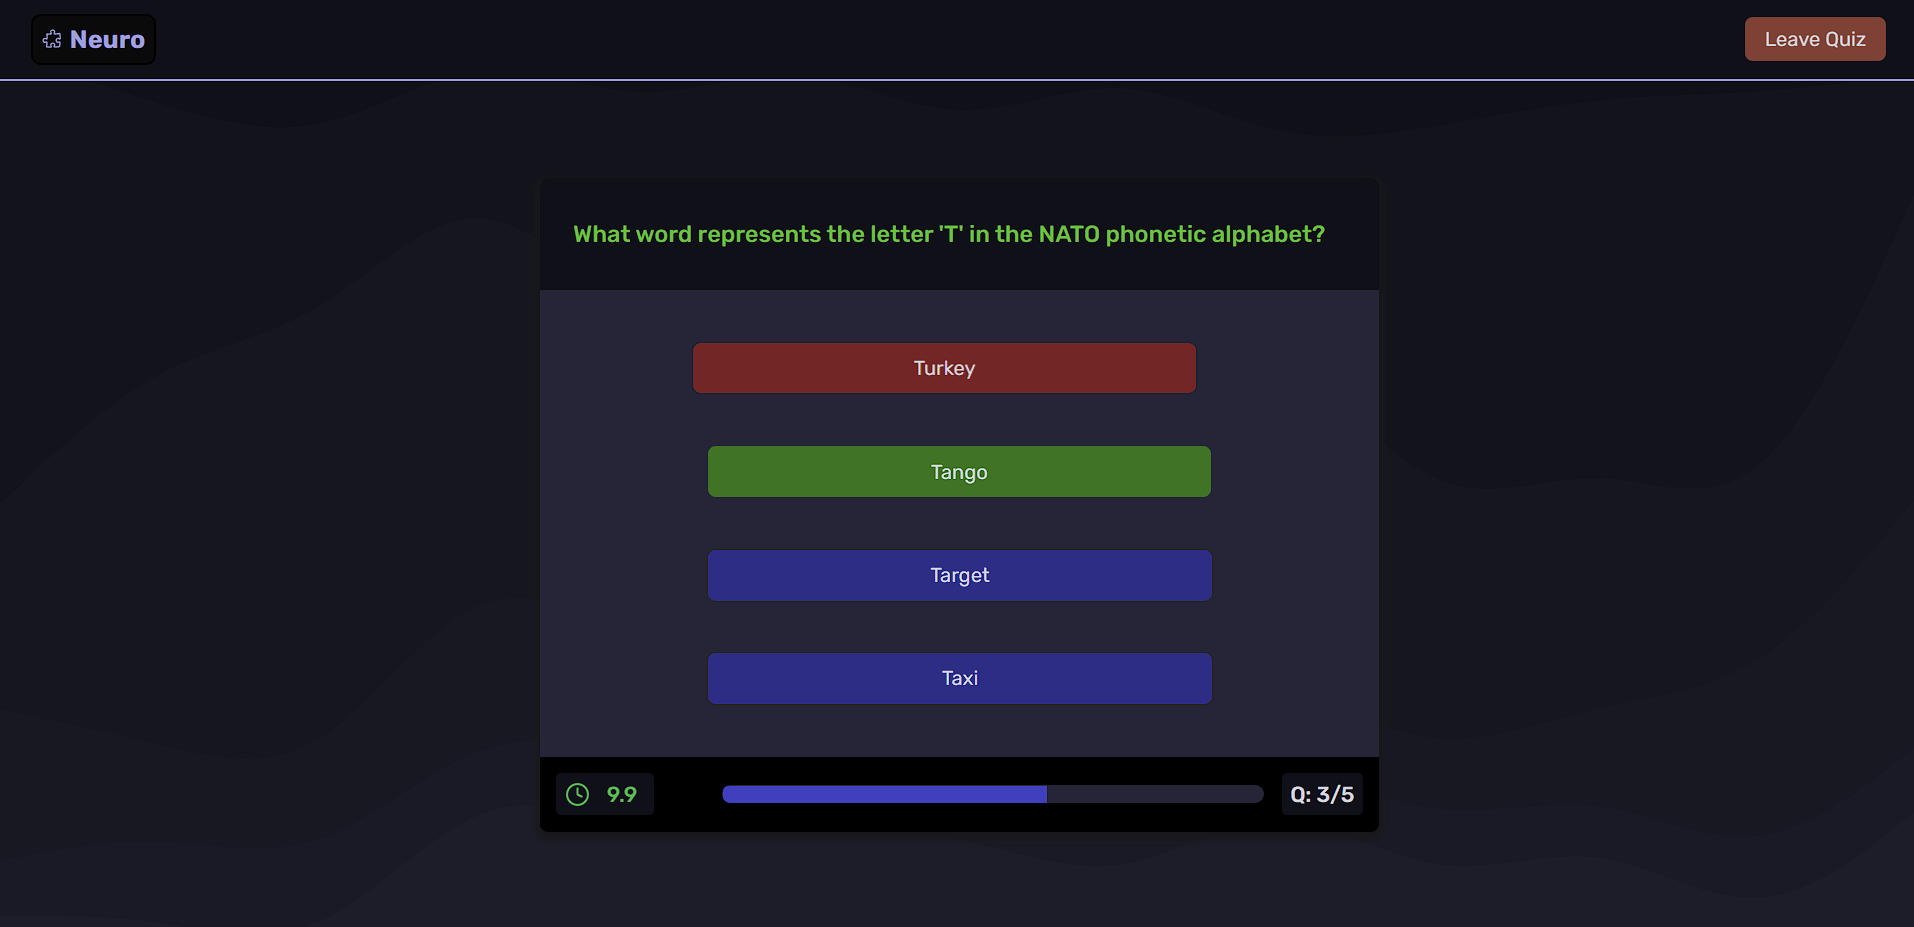 Neuro
Leave Quiz
What word represents the letter 'T' in the NATO phonetic alphabet?
Turkey
Tango
Target
Taxi
9.9
Q: 3/5